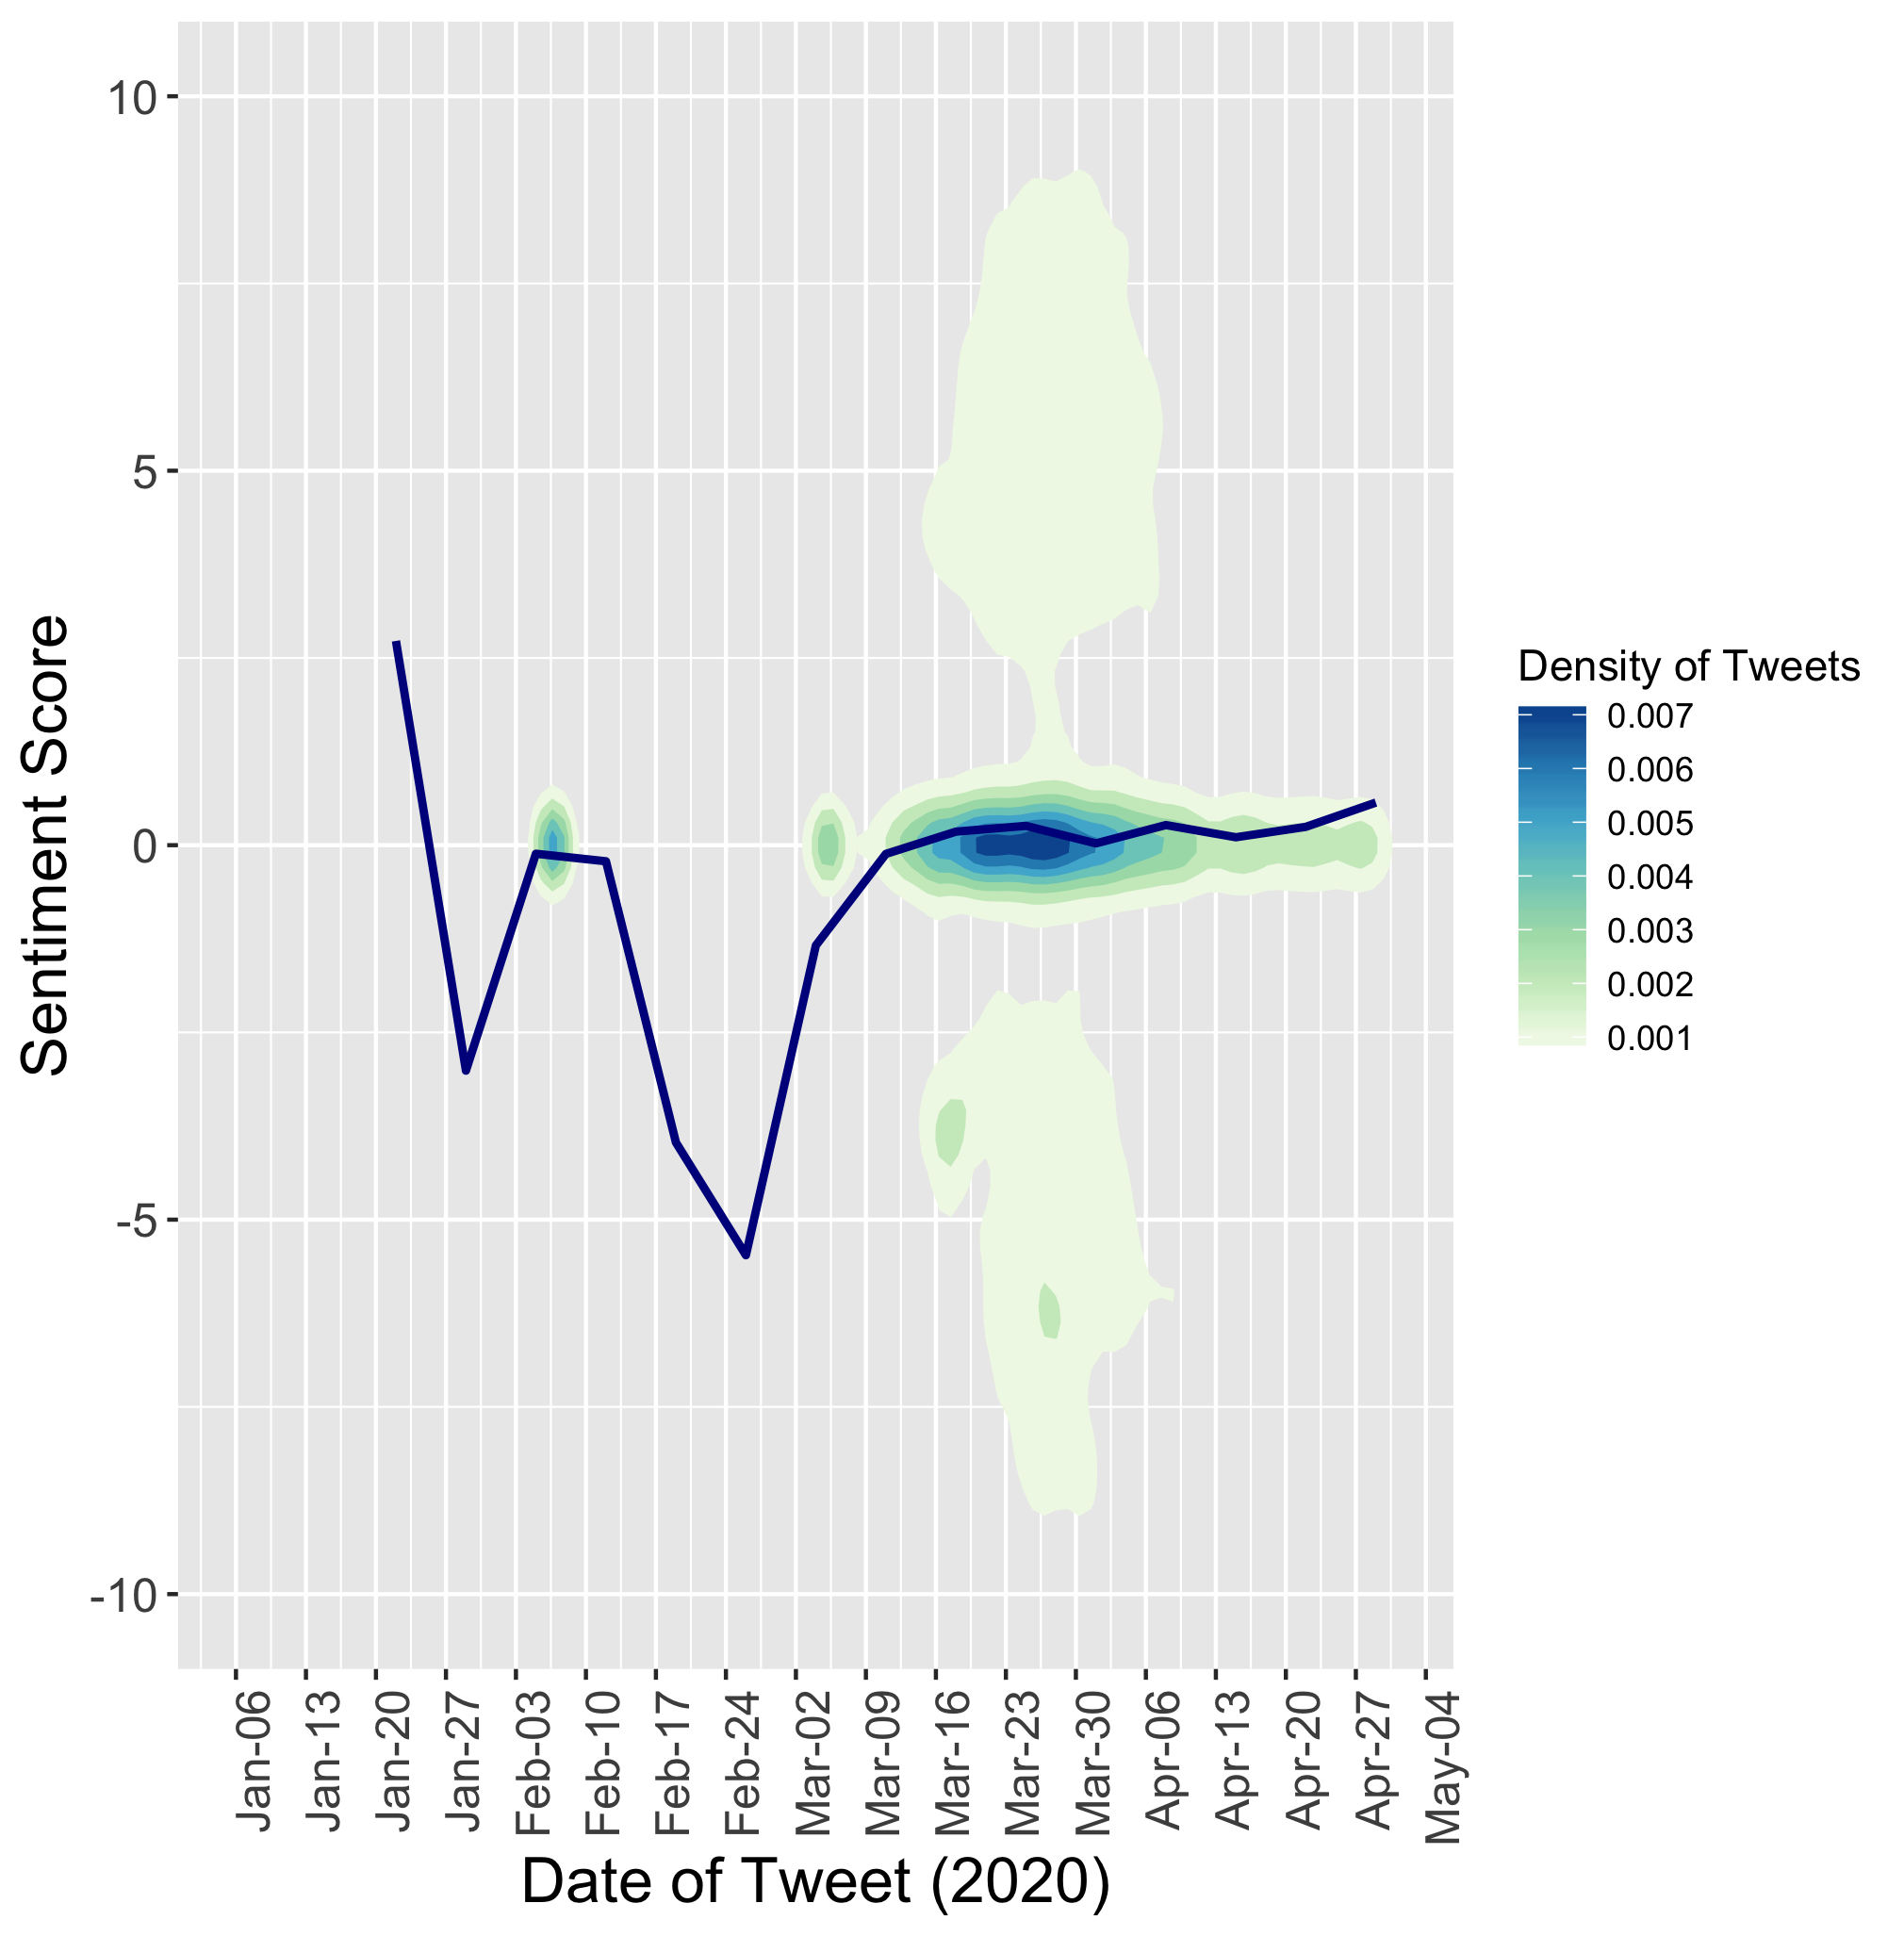 Sentiment Score
10
5
0
-5
-10
Jan-06
Jan-13
Jan-20
Jan-27
Feb-03
Feb-10
Feb-17
Feb-24
Mar-02
Mar-09
Mar-16
Mar-23
Mar-30
Apr-06
Apr-13
Apr-20
Apr-27
May-04
Date of Tweet (2020)
Density of Tweets
0.007
0.006
0.005
0.004
0.003
0.002
0.001